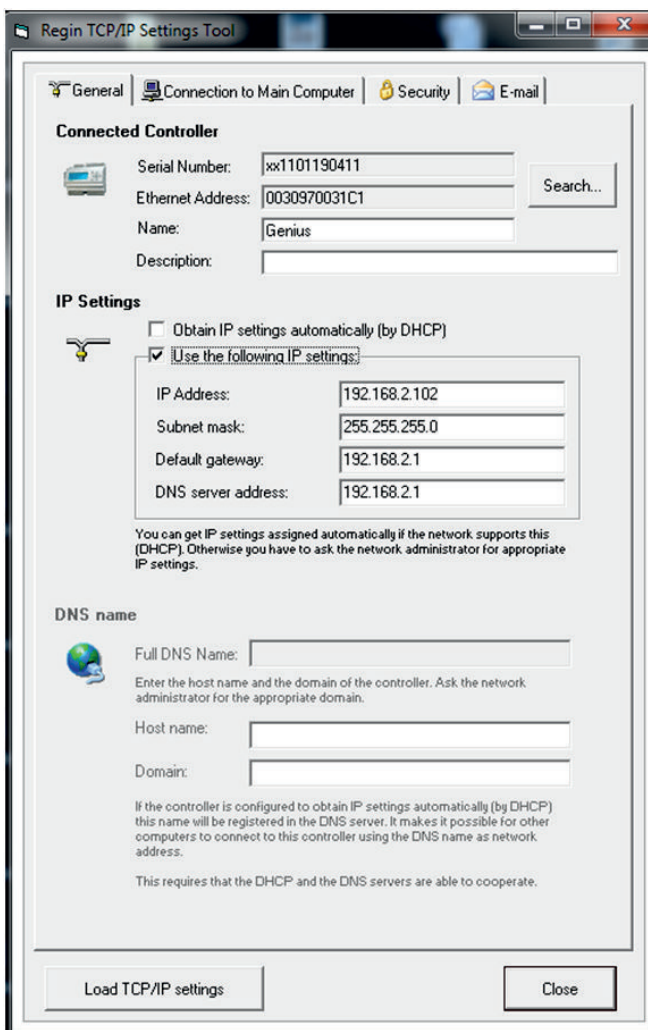 Regin TCP/IP Settings Tool
General Connection to Main Computer Security E-mail
Connected Controller
Serial Number: xx1101190411
Search...
Ethernet Address: 0030970031C1
Name: Genius
Description:
IP Settings
Obtain IP settings automatically (by DHCP)
Use the following IP settings:
IP Address: 192.168.2.102
Subnet mask: 255.255.255.0
Default gateway: 192.168.2.1
DNS server address: 192.168.2.1
You can get IP settings assigned automatically if the network supports this
(DHCP). Otherwise you have to ask the network administrator for appropriate
IP settings.
DNS name
Full DNS Name:
Enter the host name and the domain of the controller. Ask the network
administrator for the appropriate domain.
Host name:
Domain:
If the controller is configured to obtain IP settings automatically (by DHCP)
this name will be registered in the DNS server. It makes it possible for other
computers to connect to this controller using the DNS name as network
address.
This requires that the DHCP and the DNS servers are able to cooperate.
Load TCP/IP settings
Close